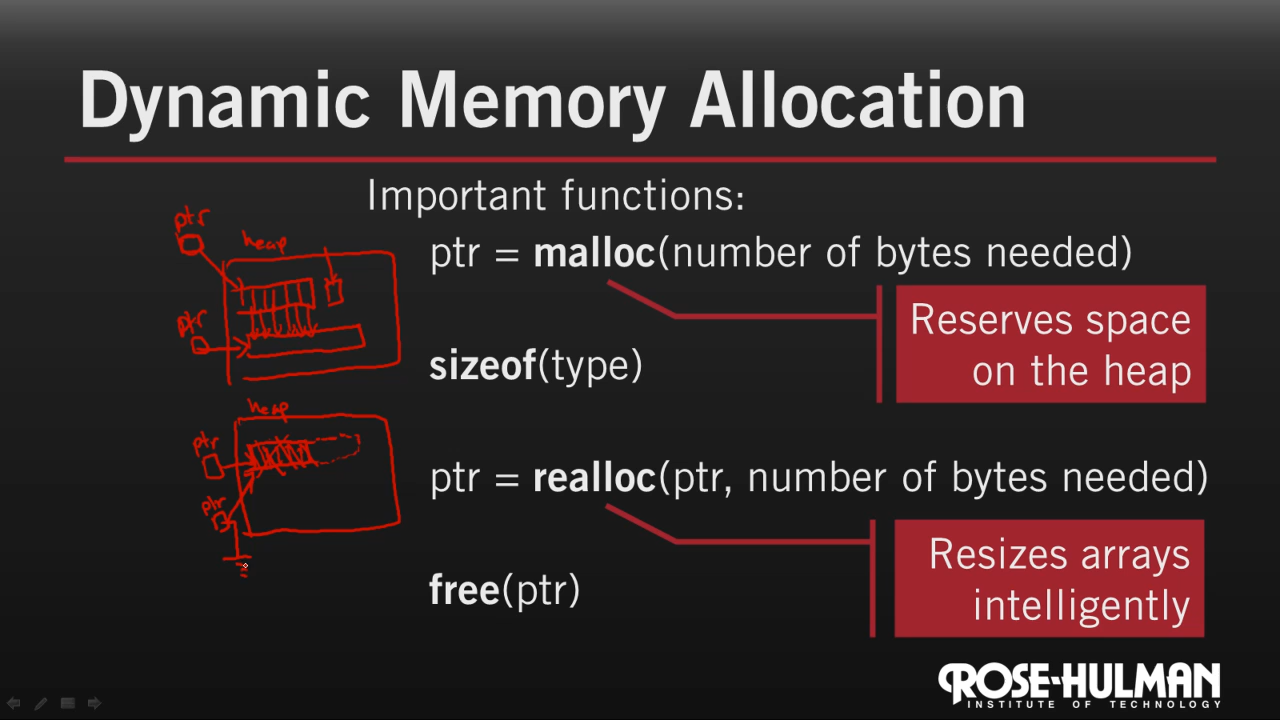 Dynamic Memory Allocation
Important functions:
ptr = malloc(number of bytes needed)
Reserves space
on the heap
sizeof(type)
ptr = realloc(ptr, number of bytes needed)
Resizes arrays
intelligently
free(ptr)
ptr
heap
ptr
heap
ptr
ptr
ROSE-HULMAN
INSTITUTE OF TECHNOLOGY